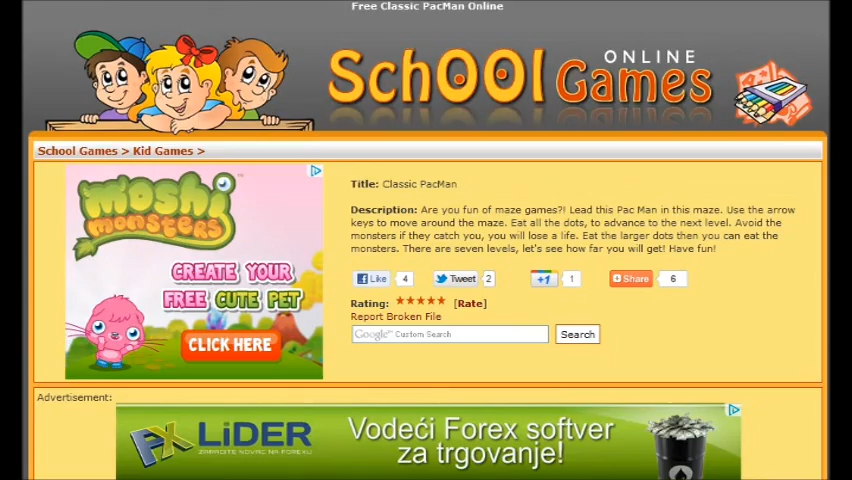 Free Classic PacMan Online
SchOOl
ONLINE
Games
School Games > Kid Games >
moshi
monsters
CREATE YOUR
FREE CUTE PET
CLICK HERE
Title: Classic PacMan
Description: Are you fun of maze games?! Lead this Pac Man in this maze. Use the arrow
keys to move around the maze. Eat all the dots, to advance to the next level. Avoid the
monsters if they catch you, you will lose a life. Eat the larger dots then you can eat the
monsters. There are seven levels, let's see how far you will get! Have fun!
Like 4 Tweet 2 +1 1 Share 6
Rating: [Rate]
Report Broken File
Google Custom Search Search
Advertisement:
FX LiDER
ZAPRATITE NOVAC NA FOREXU
Vodeći Forex softver
za trgovanje!